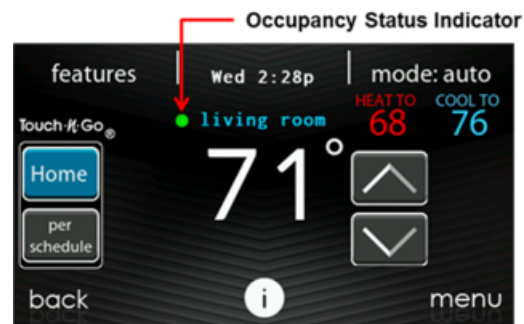 Occupancy Status Indicator
features
Wed 2:28p
mode: auto
HEAT TO
COOL TO
68
76
living room
Touch-N-Go®
71°
Home
per
schedule
i
back
menu